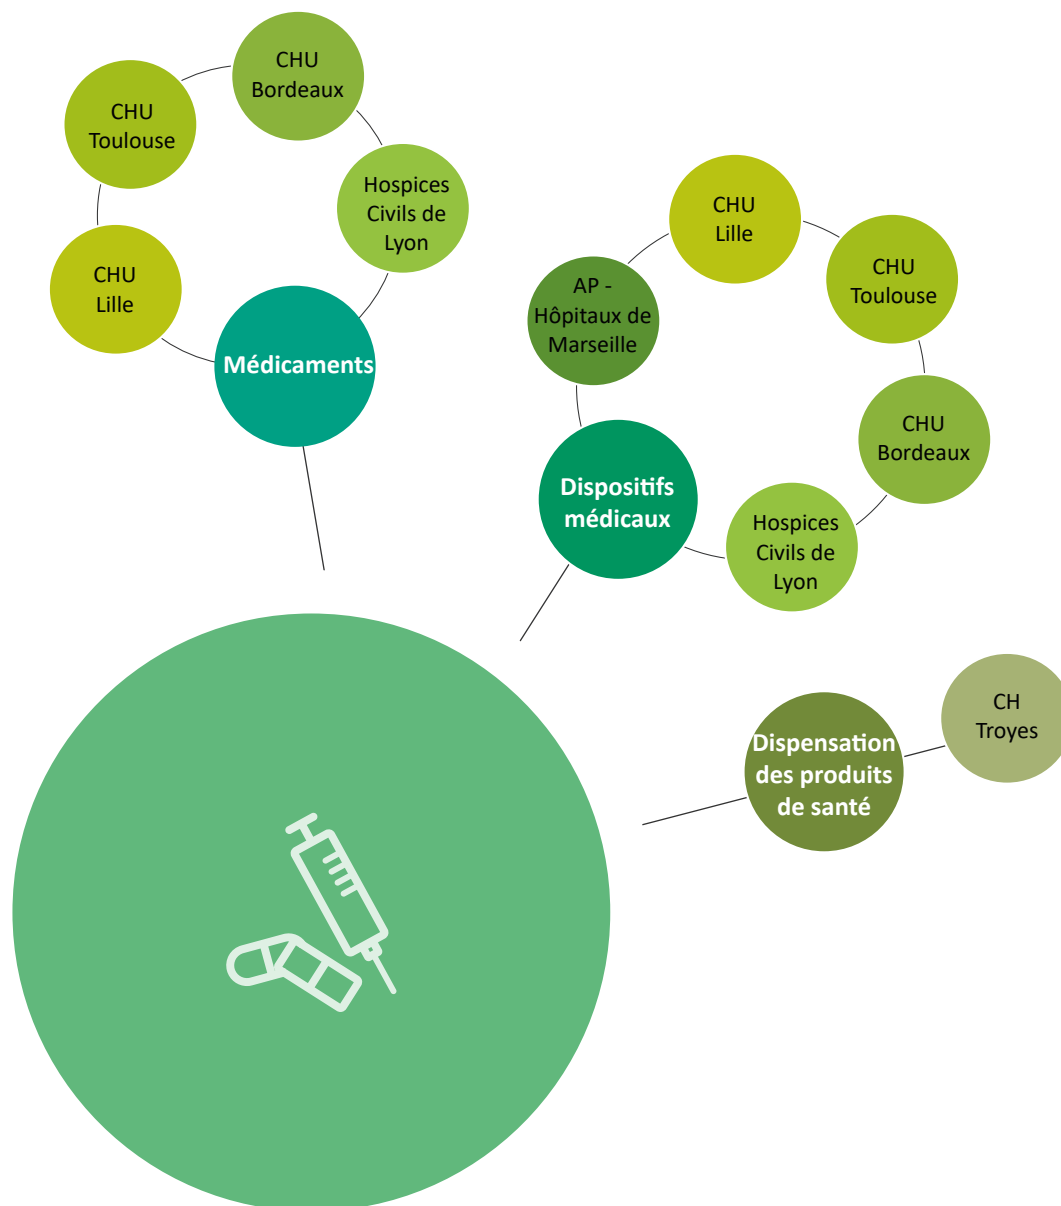 CHU
Bordeaux
CHU
Toulouse
Hospices
Civils de
Lyon
CHU
Lille
Médicaments
CHU
Lille
CHU
Toulouse
AP -
Hôpitaux de
Marseille
CHU
Bordeaux
Dispositifs
médicaux
Hospices
Civils de
Lyon
CH
Troyes
Dispensation
des produits
de santé